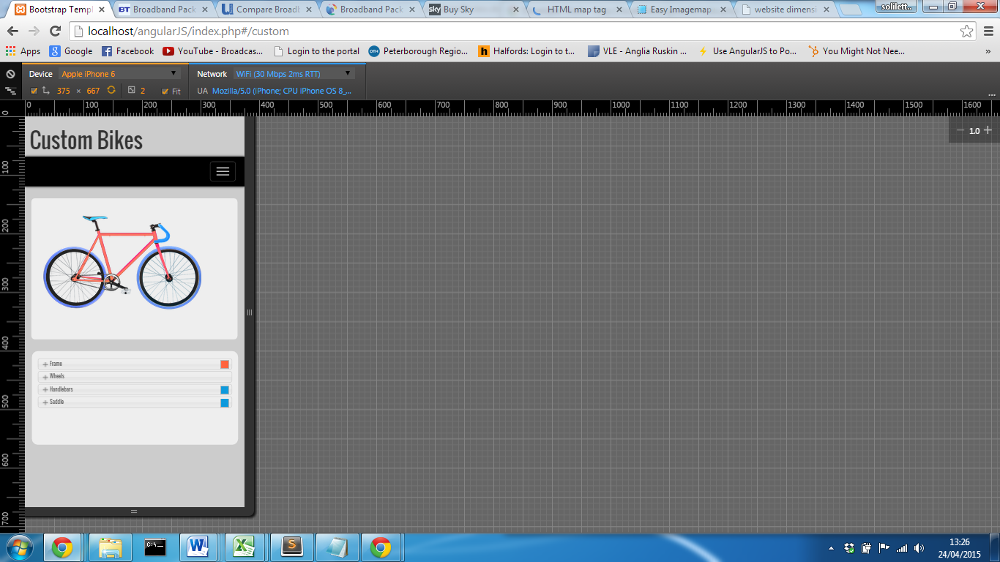 Bootstrap Templ
Broadband Pack
Compare Broadb
Broadband Pack
sky Buy Sky
HTML map tag
Easy Imagemap
website dimensi
solilett..
localhost/angularJS/index.php#/custom
Apps
Google
Facebook
YouTube - Broadcas...
Login to the portal
OTH Peterborough Regio...
Halfords: Login to t...
VLE - Anglia Ruskin ...
Use AngularJS to Po...
You Might Not Nee...
»
Device Apple iPhone 6
Network WiFi (30 Mbps 2ms RTT)
375 × 667 2 Fit
UA Mozilla/5.0 (iPhone; CPU iPhone OS 8_...
...
0 100 200 300 400 500 600 700 800 900 1000 1100 1200 1300 1400 1500 1600
0
100
200
300
400
500
600
700
− 1.0 +
Custom Bikes
+ Frame
+ Wheels
+ Handlebars
+ Saddle
13:26
24/04/2015